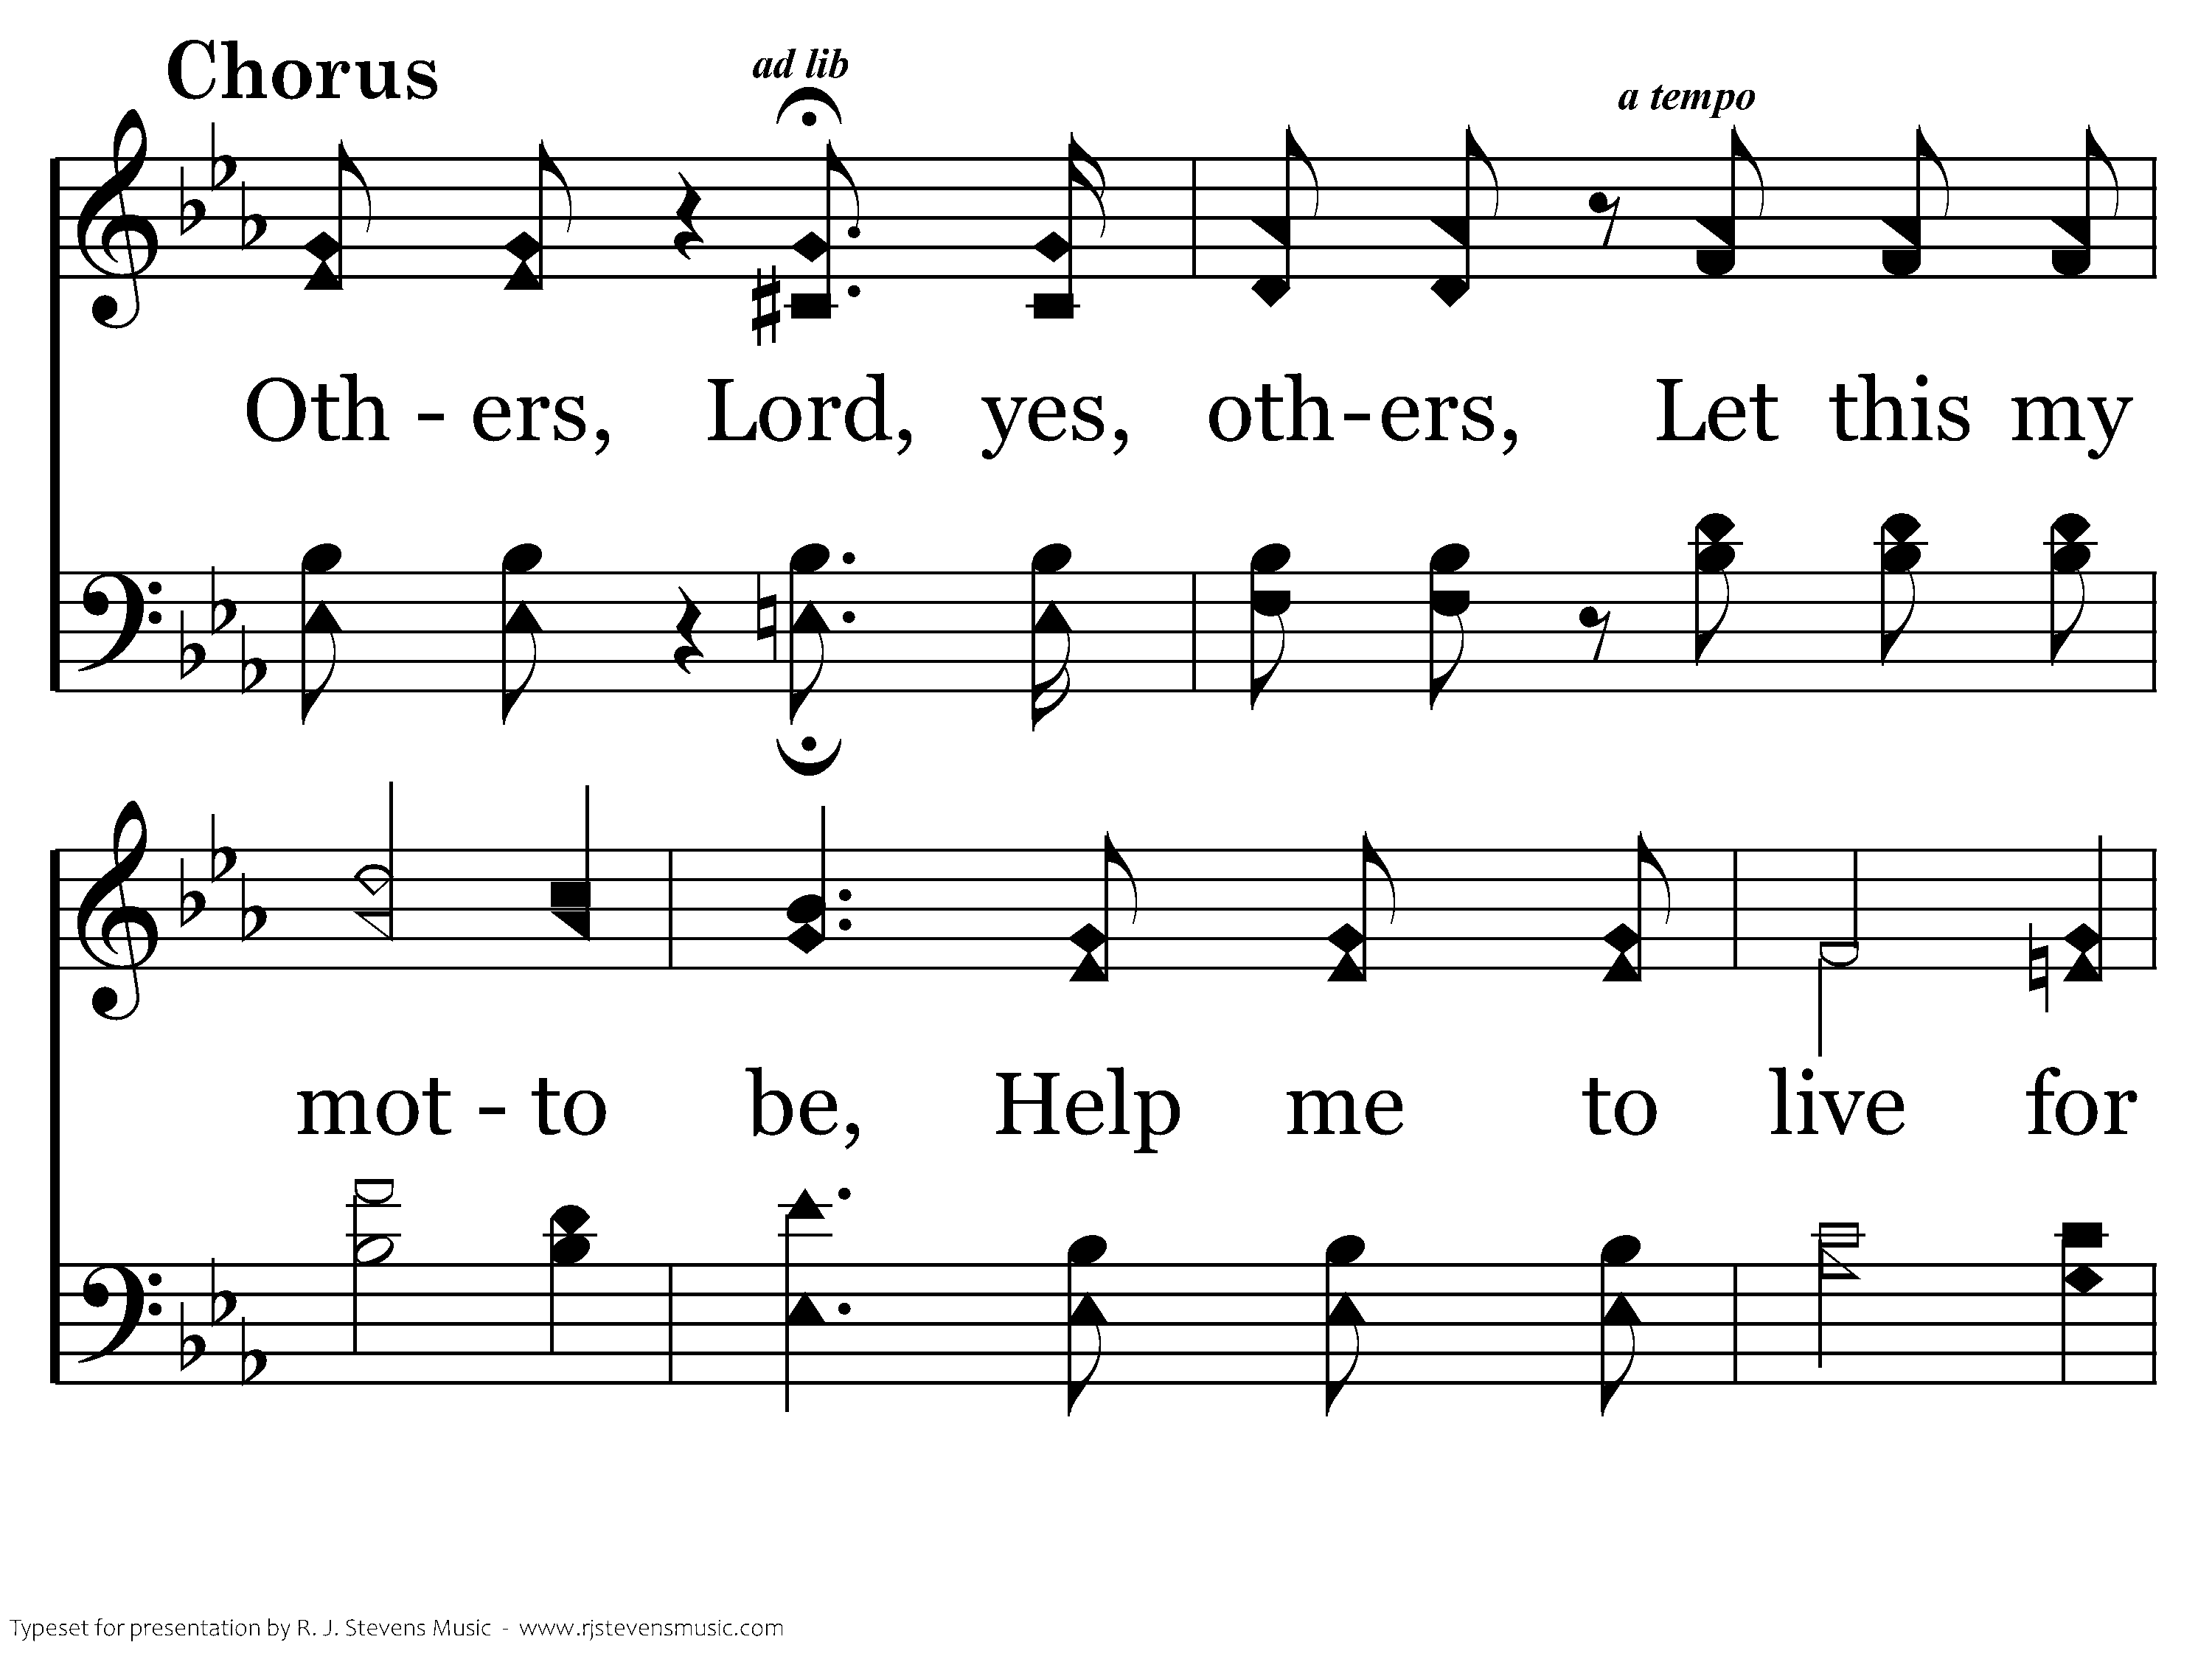 Chorus
ad lib
a tempo
Oth - ers, Lord, yes, oth - ers, Let this my
mot - to be, Help me to live for
Typeset for presentation by R. J. Stevens Music - www.rjstevensmusic.com